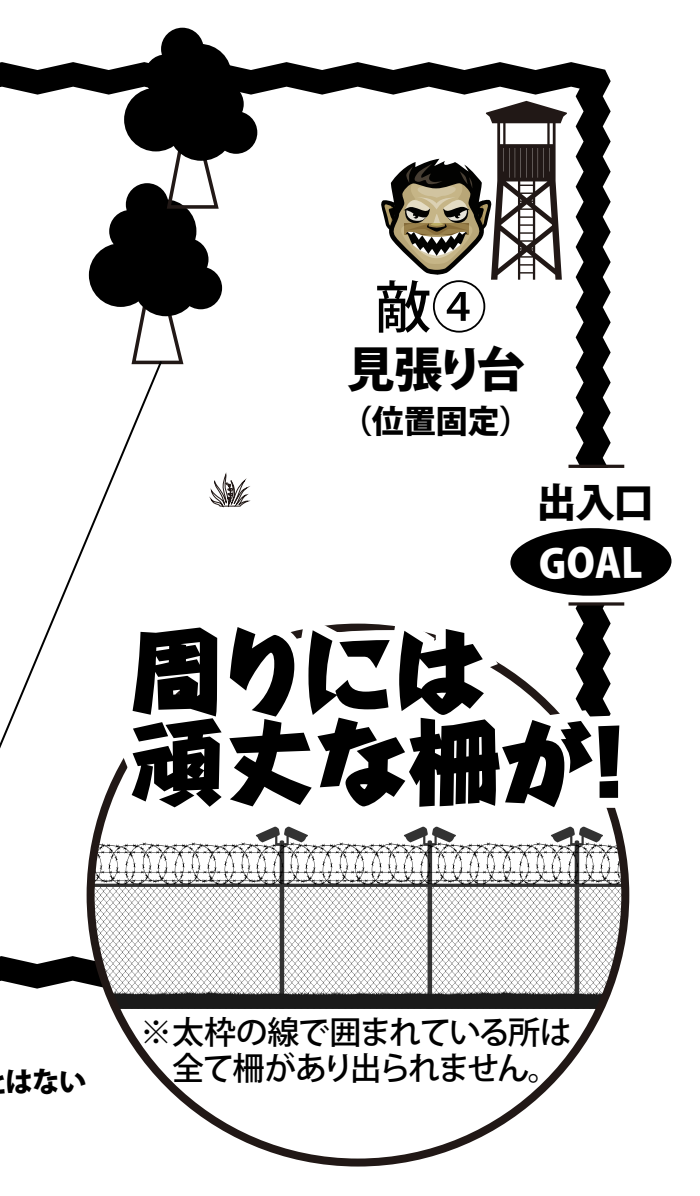 敵④
見張り台
（位置固定）
出入口
GOAL
周りには
頑丈な柵が！
※太枠の線で囲まれている所は
全て柵があり出られません。
はない